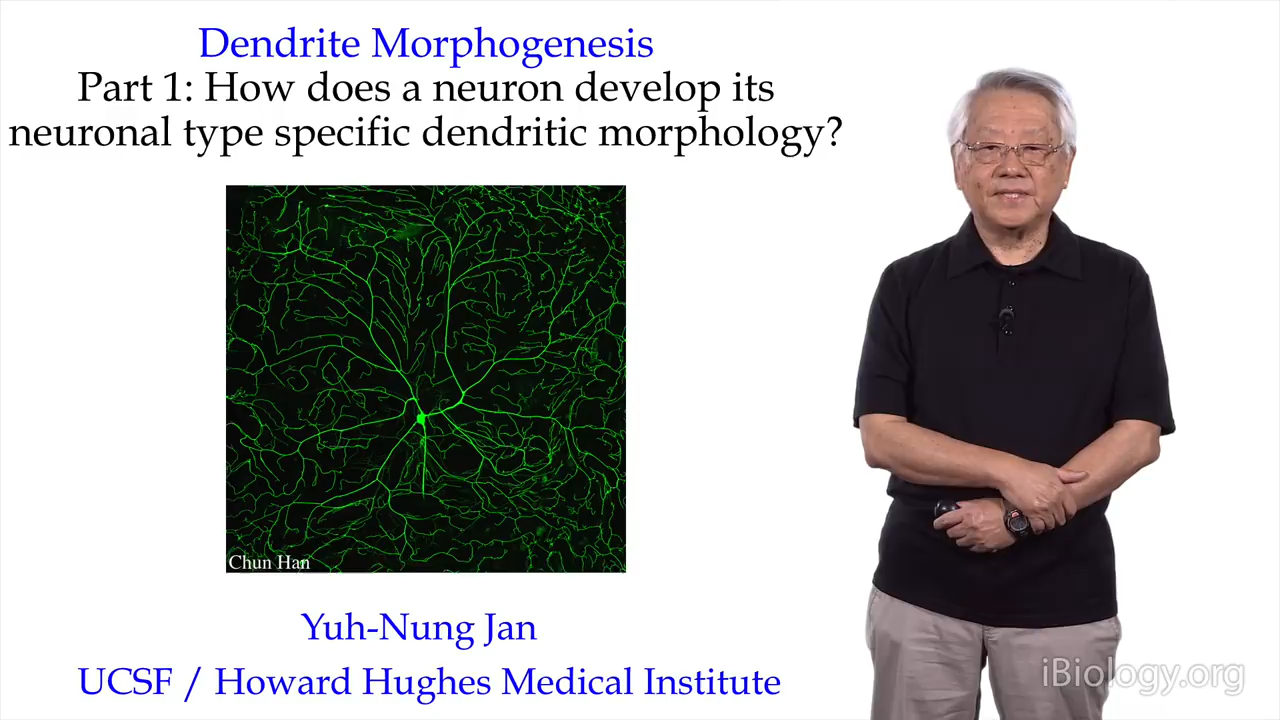 Dendrite Morphogenesis
Part 1: How does a neuron develop its
neuronal type specific dendritic morphology?
Chun Han
Yuh-Nung Jan
UCSF / Howard Hughes Medical Institute
iBiology.org